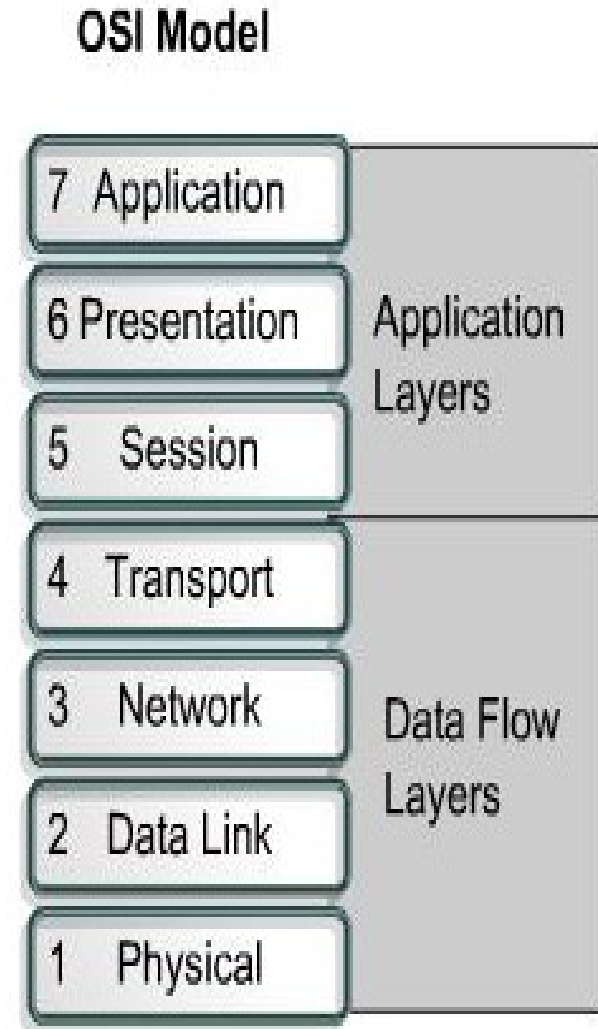 OSI Model
7 Application
6 Presentation
5 Session
Application
Layers
4 Transport
3 Network
2 Data Link
1 Physical
Data Flow
Layers